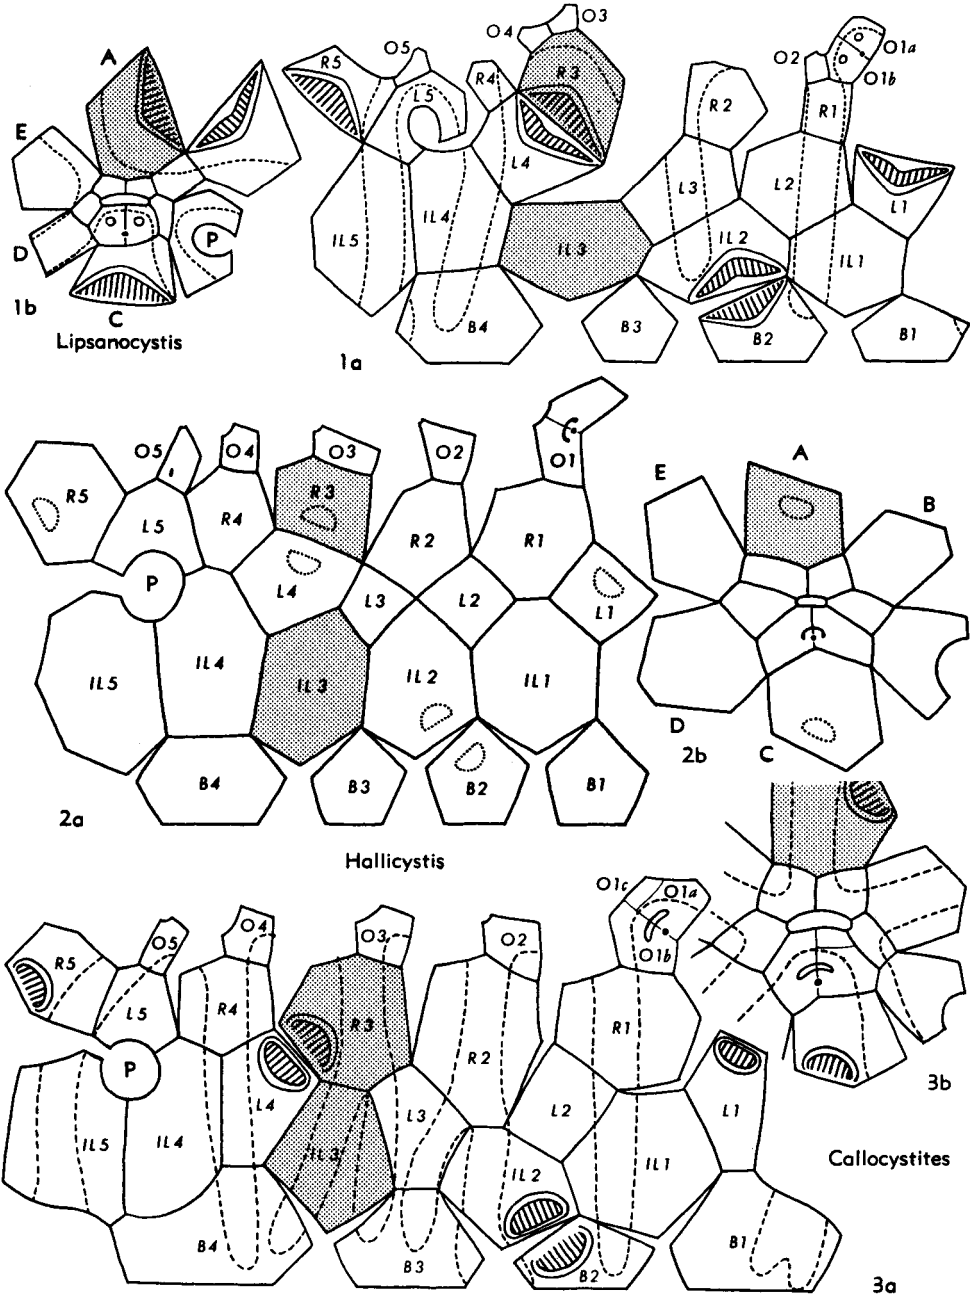 A
E
D
P
C
1b
Lipsanocystis
O4 O3
R5 O5 R4 R3 O2 O1a
O1b
L5 R2 R1
L4 L3 L2 L1
IL5 IL4 IL3 IL2 IL1
B4 B3 B2 B1
1a
O5 O4 O3 O2 O1
R5 R4 R3 R2 R1
L5 L4 L3 L2 L1
P
IL5 IL4 IL3 IL2 IL1
B4 B3 B2 B1
2a
A
E B
D C
2b
Hallicystis
O1c O1a
O5 O4 O3 O2 O1b
R5 R4 R3 R2 R1
L5 L4 L3 L2 L1
P
IL5 IL4 IL3 IL2 IL1
B4 B3 B2 B1
3b
Callocystites
3a